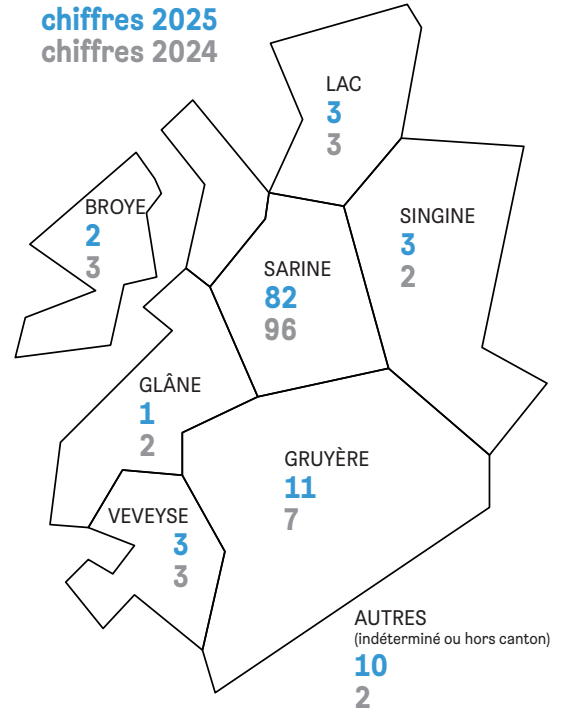 chiffres 2025
chiffres 2024
LAC
3
3
BROYE
2
3
SINGINE
3
2
SARINE
82
96
GLÂNE
1
2
GRUYÈRE
11
7
VEVEYSE
3
3
AUTRES
(indéterminé ou hors canton)
10
2